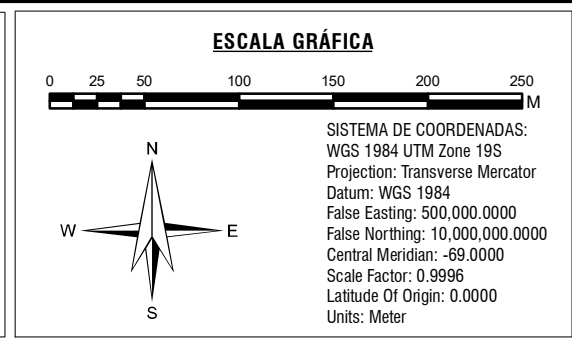 ESCALA GRÁFICA
0 25 50 100 150 200 250
M
SISTEMA DE COORDENADAS:
WGS 1984 UTM Zone 19S
Projection: Transverse Mercator
Datum: WGS 1984
False Easting: 500,000.0000
False Northing: 10,000,000.0000
Central Meridian: -69.0000
Scale Factor: 0.9996
Latitude Of Origin: 0.0000
Units: Meter
N
W E
S